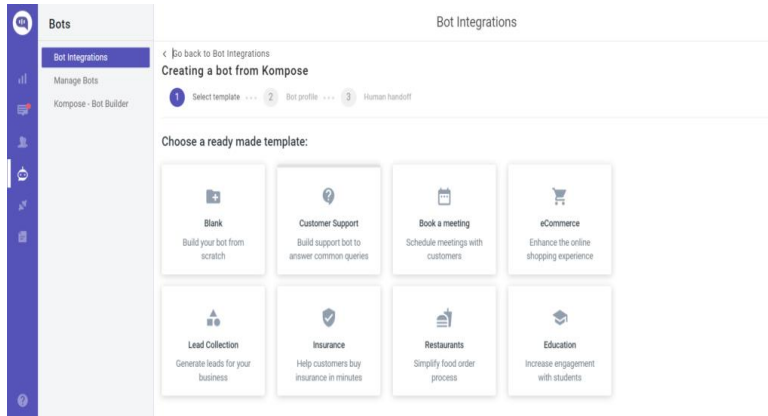 Bots
Bot Integrations
Bot Integrations
Manage Bots
Kompose - Bot Builder
Go back to Bot Integrations
Creating a bot from Kompose
1 Select template 2 Bot profile 3 Human handoff
Choose a ready made template:
Blank
Build your bot from
scratch
Customer Support
Build support bot to
answer common queries
Book a meeting
Schedule meetings with
customers
eCommerce
Enhance the online
shopping experience
Lead Collection
Generate leads for your
business
Insurance
Help customers buy
insurance in minutes
Restaurants
Simplify food order
process
Education
Increase engagement
with students